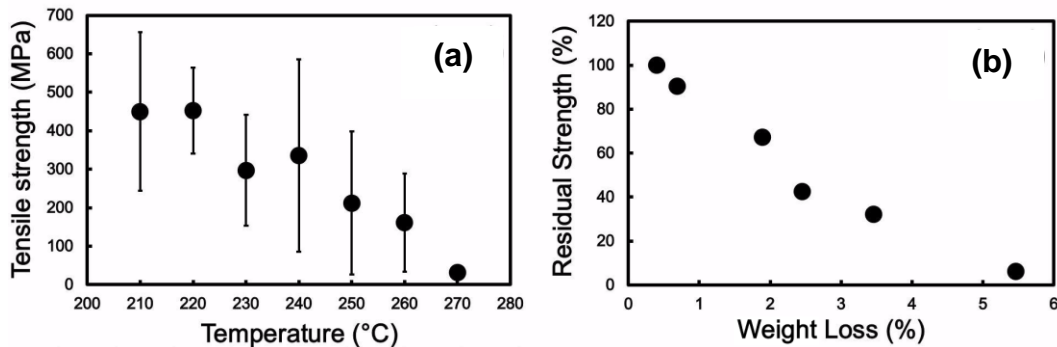 (a)
Tensile strength (MPa)
700
600
500
400
300
200
100
0
200 210 220 230 240 250 260 270 280
Temperature (°C)
(b)
Residual Strength (%)
120
100
80
60
40
20
0
0 1 2 3 4 5 6
Weight Loss (%)